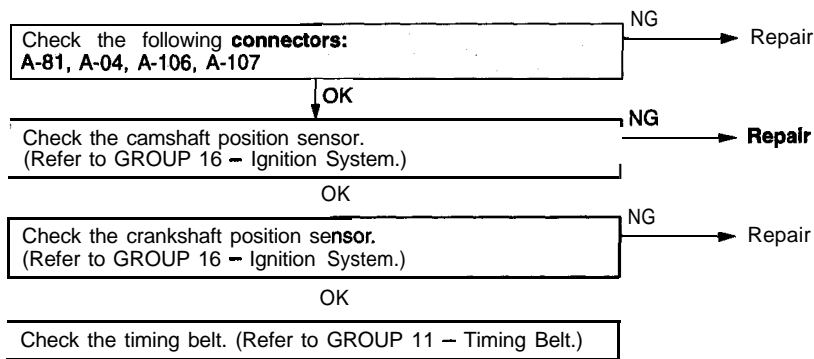 Check the following connectors:
NG
Repair
A-81, A-04, A-106, A-107
OK
Check the camshaft position sensor.
NG
Repair
(Refer to GROUP 16 – Ignition System.)
OK
Check the crankshaft position sensor.
NG
Repair
(Refer to GROUP 16 – Ignition System.)
OK
Check the timing belt. (Refer to GROUP 11 – Timing Belt.)